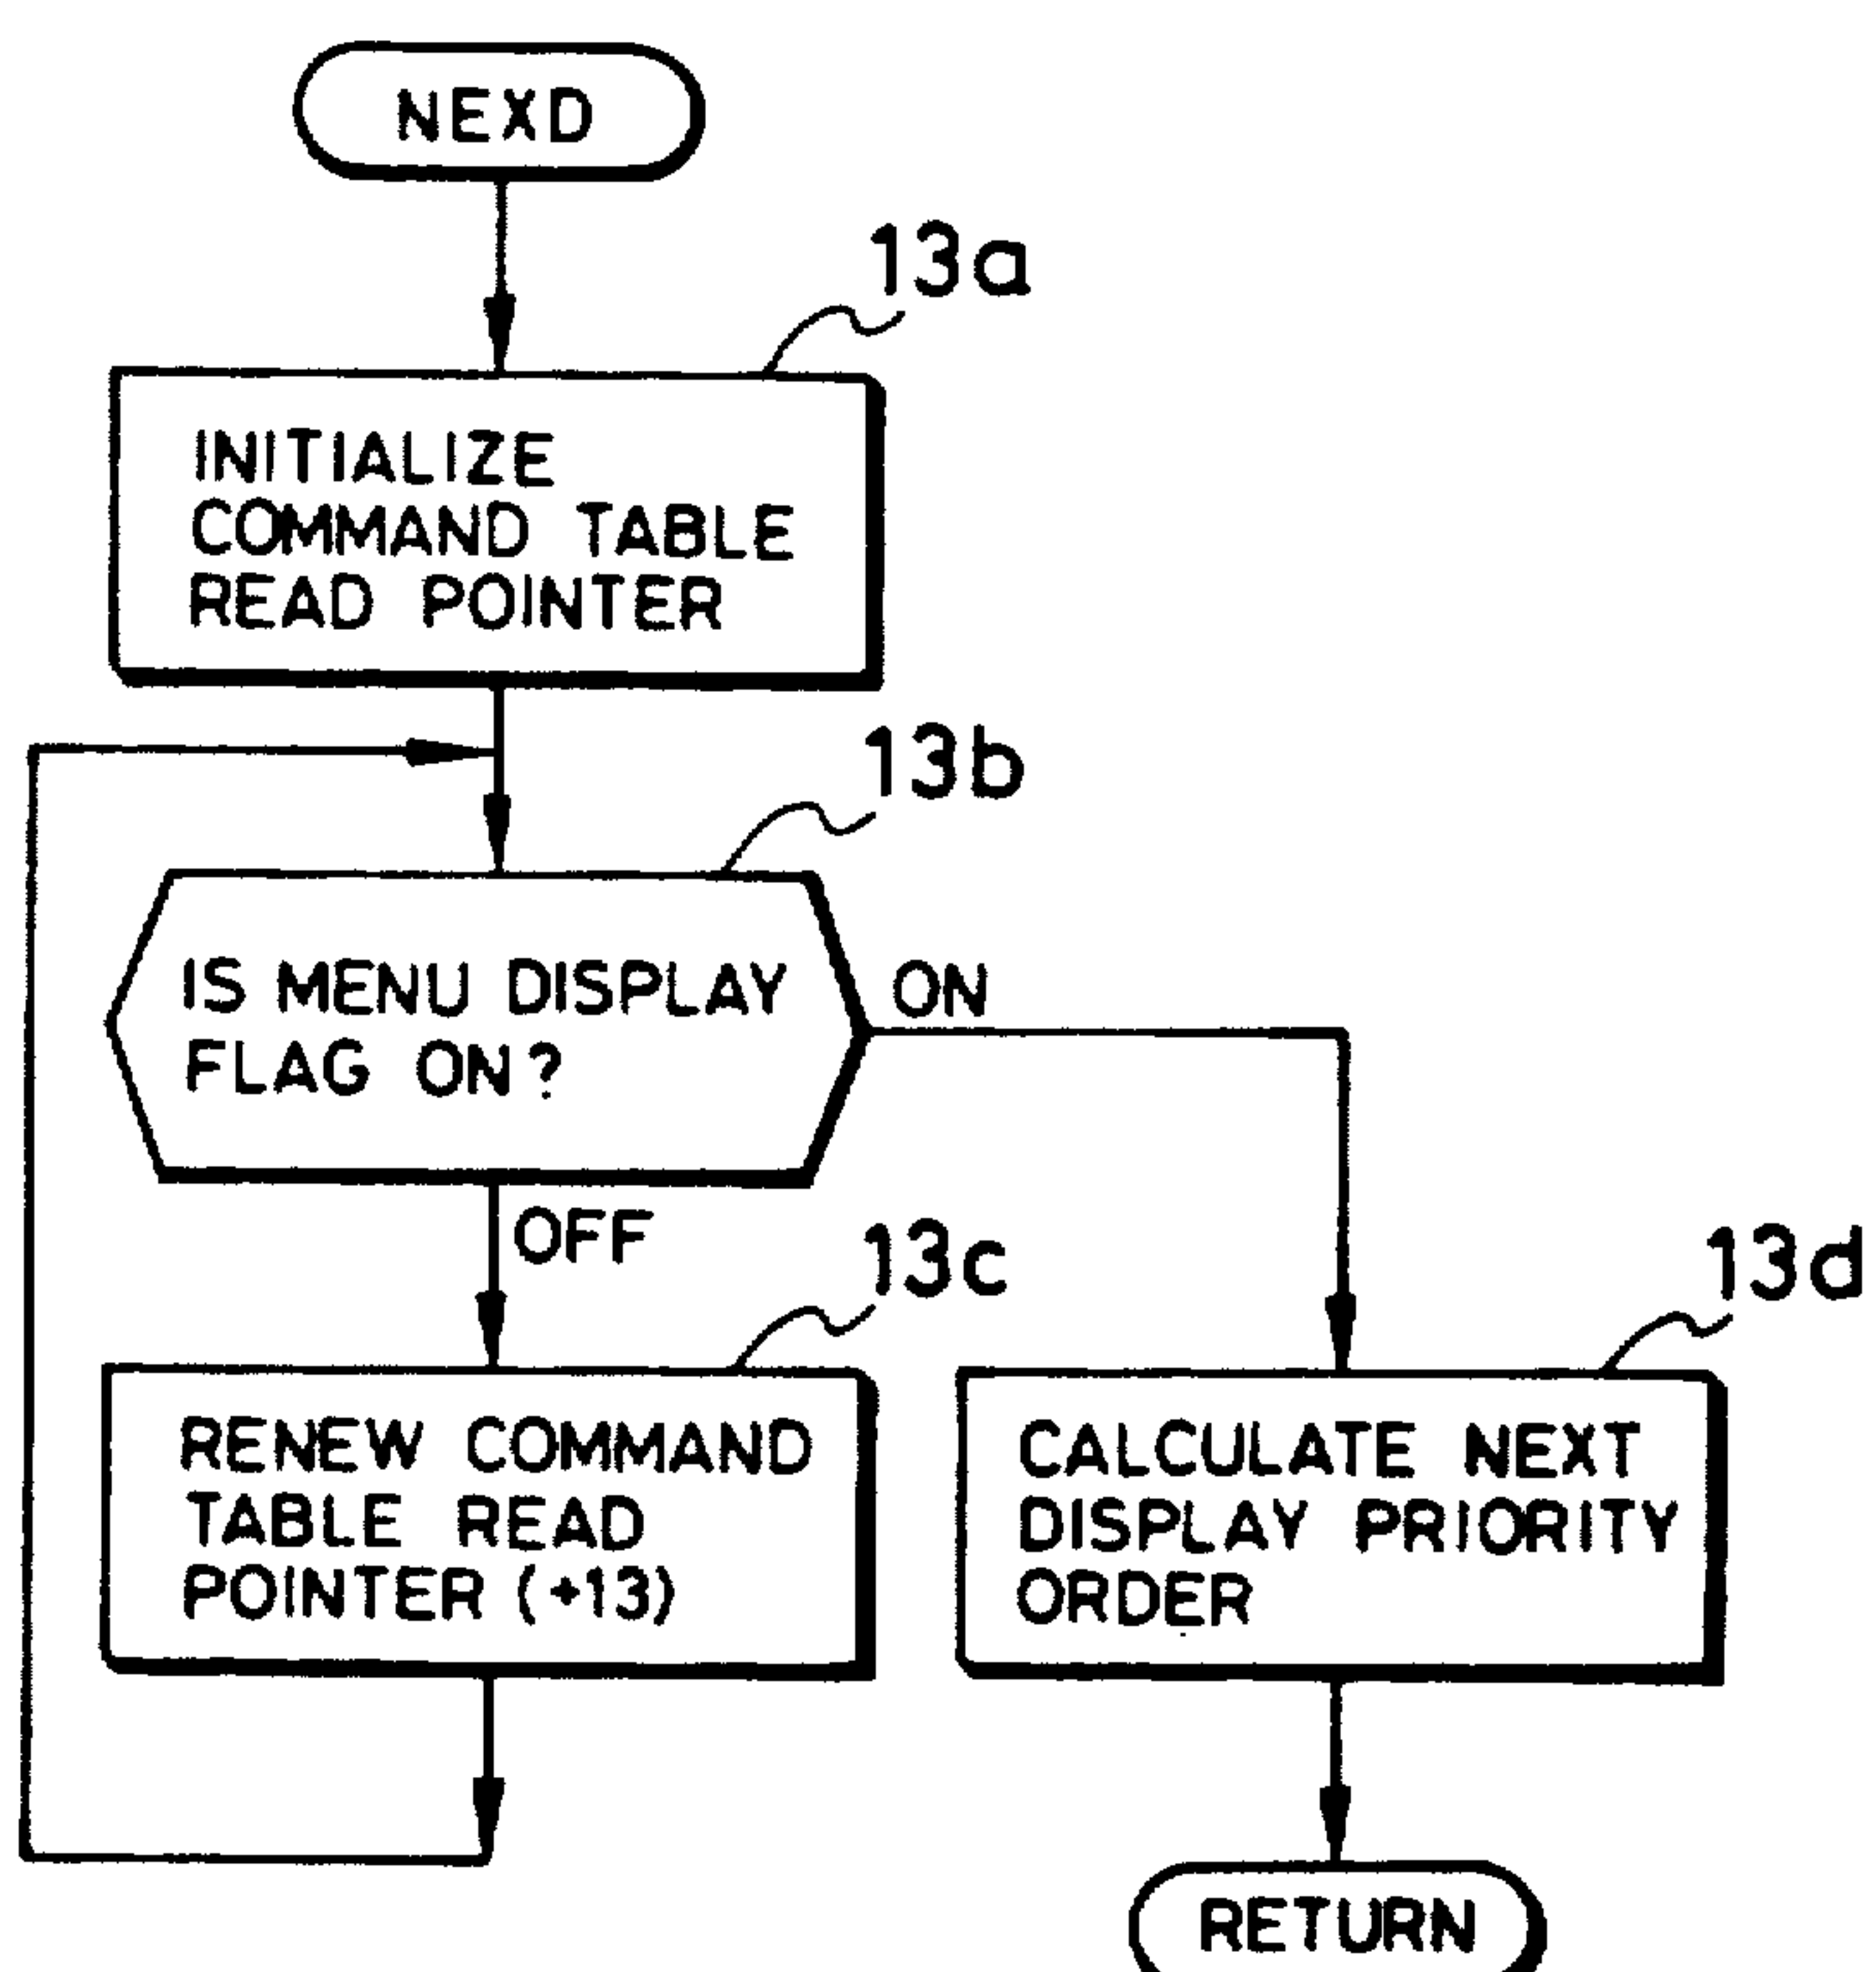 NEXD
13a
INITIALIZE
COMMAND TABLE
READ POINTER
13b
IS MENU DISPLAY
FLAG ON?
ON
OFF
13c
RENEW COMMAND
TABLE READ
POINTER (+13)
13d
CALCULATE NEXT
DISPLAY PRIORITY
ORDER
RETURN